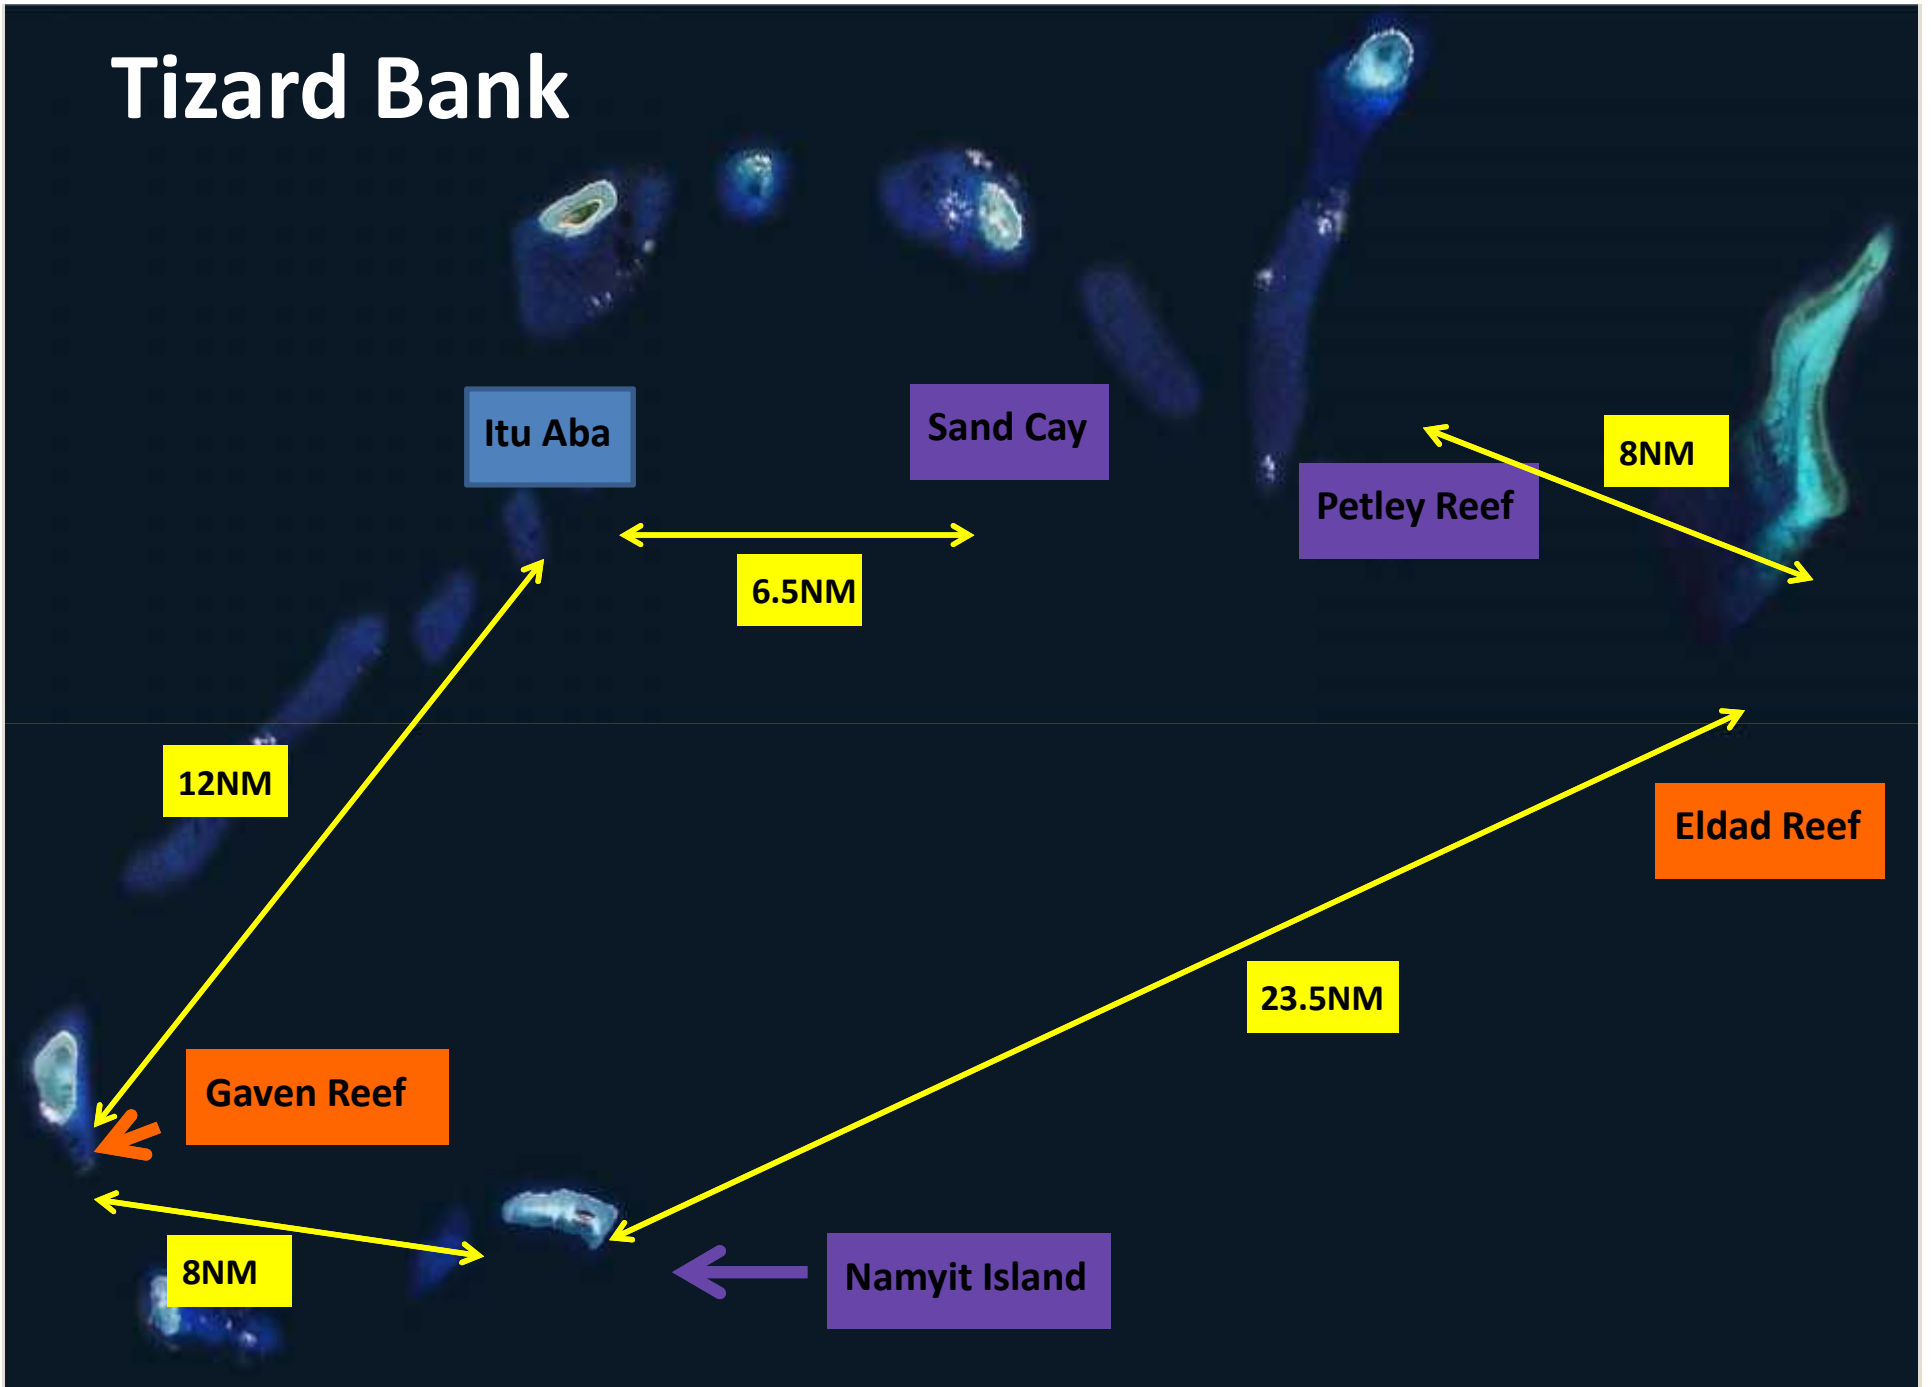 Tizard Bank
Itu Aba
Sand Cay
8NM
Petley Reef
6.5NM
12NM
Eldad Reef
23.5NM
Gaven Reef
8NM
Namyit Island